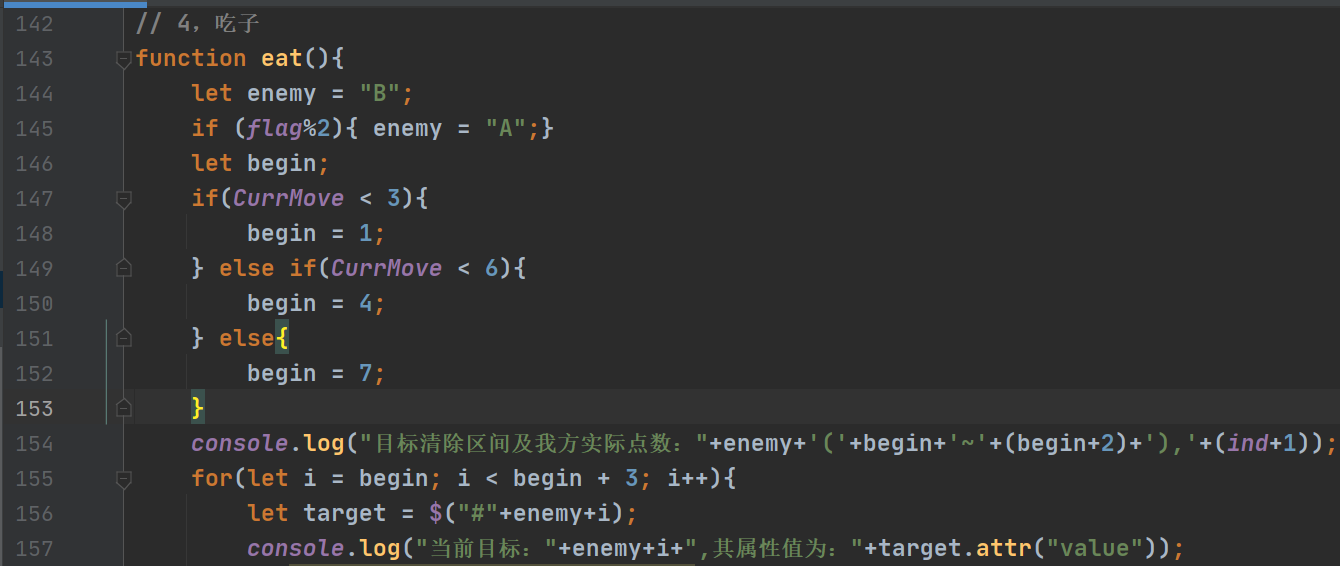 142 // 4，吃子
143 function eat(){
144     let enemy = "B";
145     if (flag%2){ enemy = "A";}
146     let begin;
147     if(CurrMove < 3){
148         begin = 1;
149     } else if(CurrMove < 6){
150         begin = 4;
151     } else{
152         begin = 7;
153     }
154     console.log("目标清除区间及我方实际点数："+enemy+'('+begin+'~'+(begin+2)+'),'+(ind+1));
155     for(let i = begin; i < begin + 3; i++){
156         let target = $("#"+enemy+i);
157         console.log("当前目标："+enemy+i+",其属性值为："+target.attr("value"));